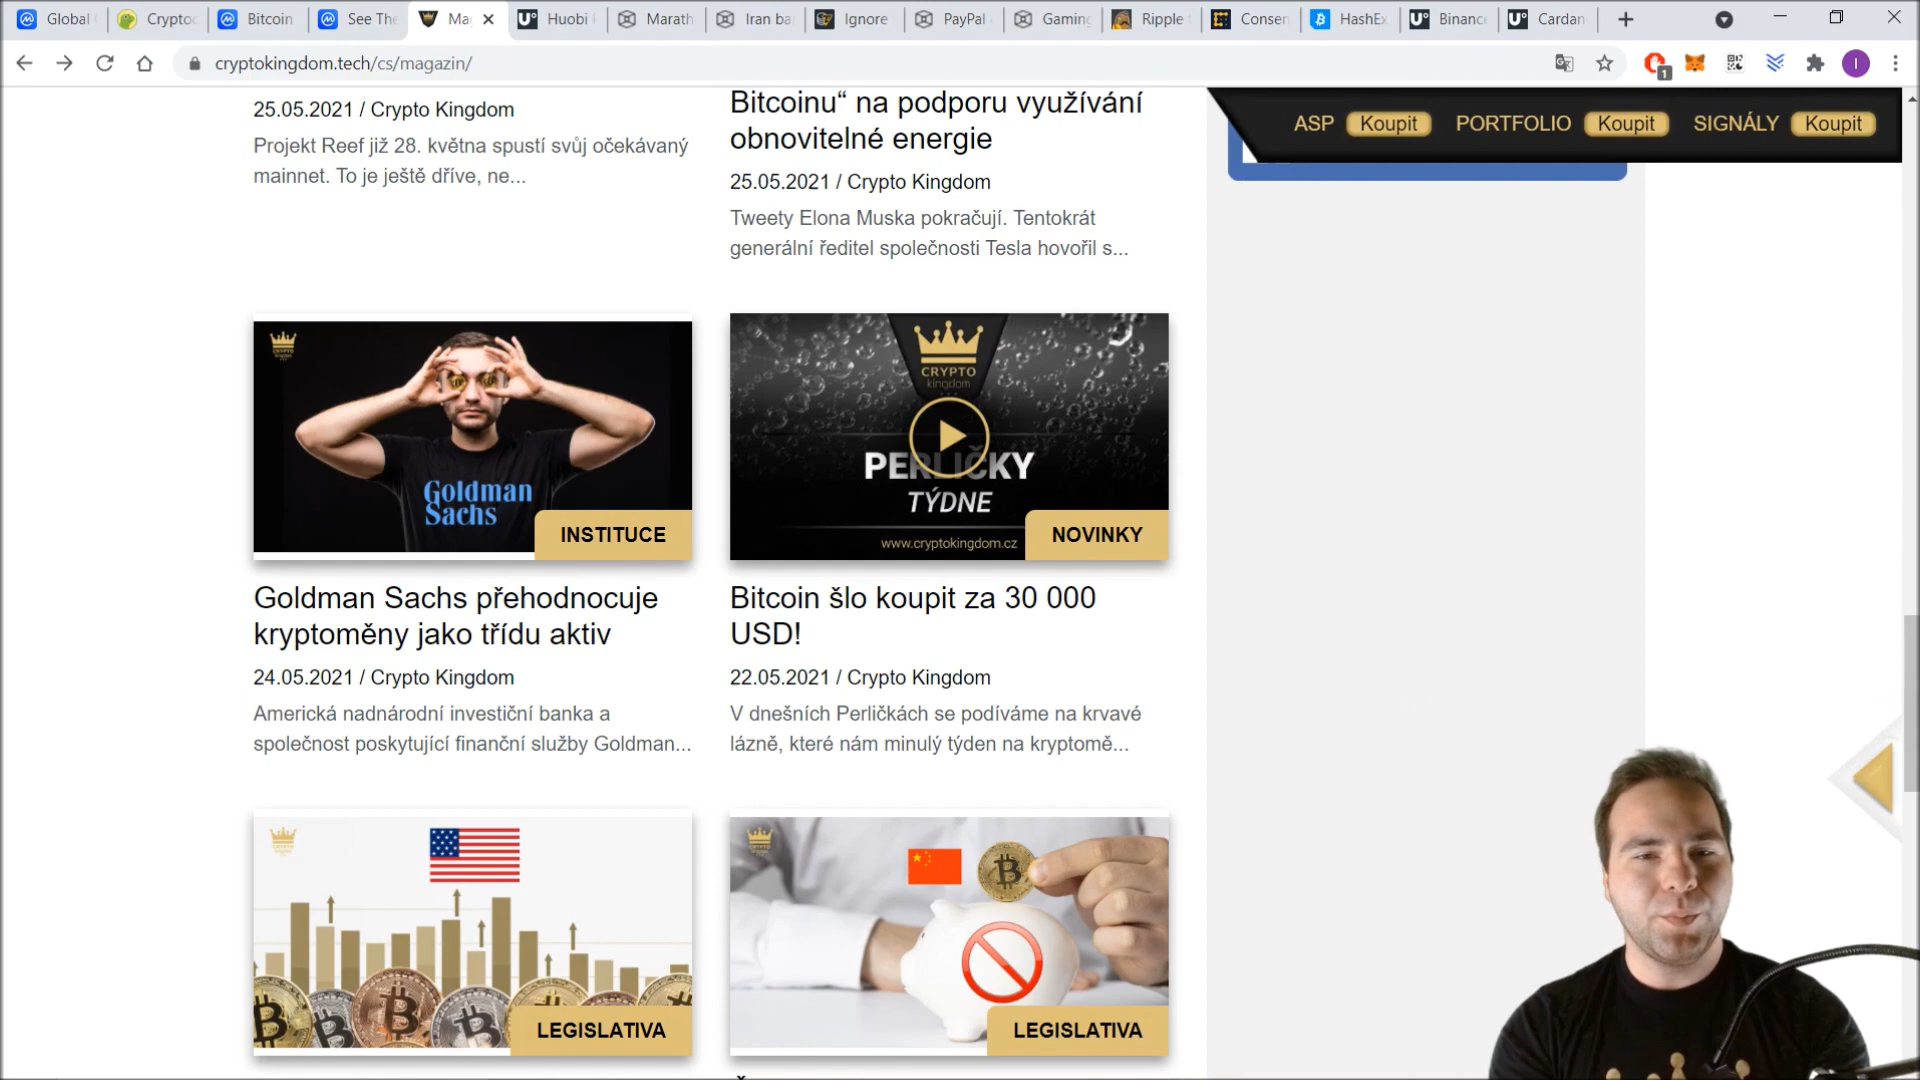 Global
Cryptoc
Bitcoin
See The
Mag
Huobi
Marath
Iran ba
Ignore
PayPal
Gaming
Ripple
Consen
HashEx
Binance
Cardan
cryptokingdom.tech/cs/magazin/
1
I
ASP Koupit PORTFOLIO Koupit SIGNÁLY Koupit
25.05.2021 / Crypto Kingdom
Projekt Reef již 28. května spustí svůj očekávaný
mainnet. To je ještě dříve, ne...
Bitcoinu“ na podporu využívání
obnovitelné energie
25.05.2021 / Crypto Kingdom
Tweety Elona Muska pokračují. Tentokrát
generální ředitel společnosti Tesla hovořil s...
CRYPTO
Goldman
Sachs
INSTITUCE
CRYPTO
kingdom
PERLIČKY
TÝDNE
www.cryptokingdom.cz
NOVINKY
Goldman Sachs přehodnocuje
kryptoměny jako třídu aktiv
24.05.2021 / Crypto Kingdom
Americká nadnárodní investiční banka a
společnost poskytující finanční služby Goldman...
Bitcoin šlo koupit za 30 000
USD!
22.05.2021 / Crypto Kingdom
V dnešních Perličkách se podíváme na krvavé
lázně, které nám minulý týden na kryptomě...
LEGISLATIVA
LEGISLATIVA